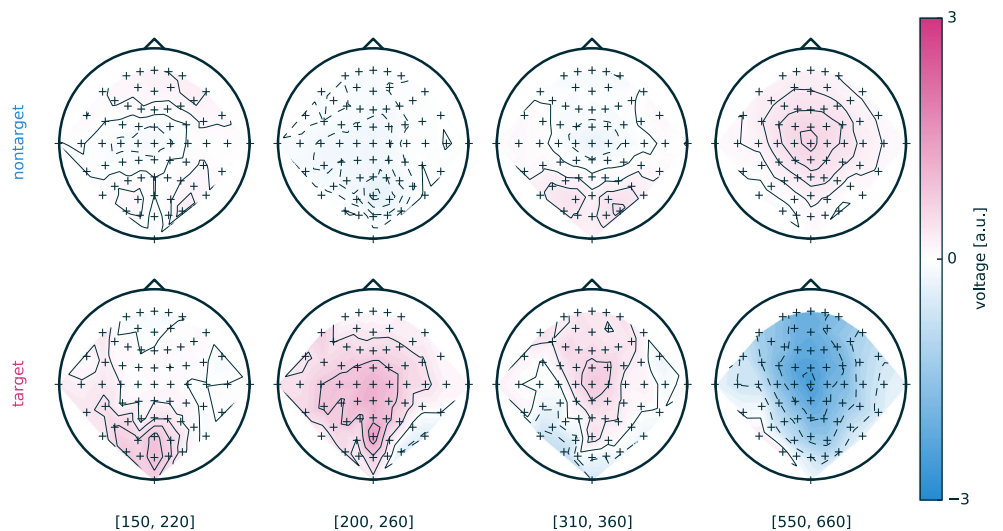 3
nontarget
0
voltage [a.u.]
target
−3
[150, 220]
[200, 260]
[310, 360]
[550, 660]